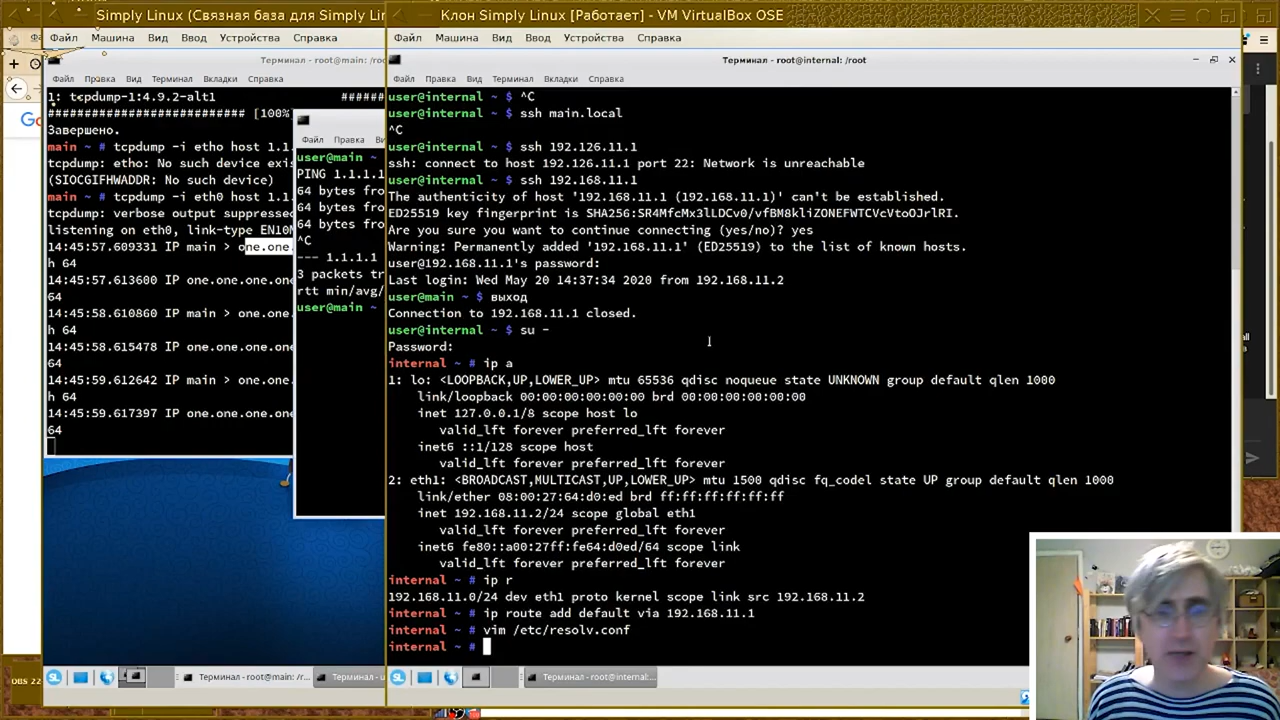 Simply Linux (Связная база для Simply Lin
Клон Simply Linux [Работает] - VM VirtualBox OSE
Файл Машина Вид Ввод Устройства Справка
Файл Машина Вид Ввод Устройства Справка
Терминал - root@main: /ro
Терминал - root@internal: /root
Файл Правка Вид Терминал Вкладки Справка
Файл Правка Вид Терминал Вкладки Справка
1: tcpdump-1:4.9.2-alt1 #######
########################## [100%]
Завершено.
main ~ # tcpdump -i etho host 1.1.
tcpdump: etho: No such device exis
(SIOCGIFHWADDR: No such device)
main ~ # tcpdump -i eth0 host 1.1.
tcpdump: verbose output suppressed
listening on eth0, link-type EN10M
14:45:57.609331 IP main > one.one.
h 64
14:45:57.613600 IP one.one.one.one
64
14:45:58.610860 IP main > one.one.
h 64
14:45:58.615478 IP one.one.one.one
64
14:45:59.612642 IP main > one.one.
h 64
14:45:59.617397 IP one.one.one.one
64
Файл Правка Ви
user@main ~
PING 1.1.1.1
64 bytes fro
64 bytes fro
64 bytes fro
^C
--- 1.1.1.1
3 packets tr
rtt min/avg/
user@main ~
user@internal ~ $ ^C
user@internal ~ $ ssh main.local
^C
user@internal ~ $ ssh 192.126.11.1
ssh: connect to host 192.126.11.1 port 22: Network is unreachable
user@internal ~ $ ssh 192.168.11.1
The authenticity of host '192.168.11.1 (192.168.11.1)' can't be established.
ED25519 key fingerprint is SHA256:SR4MfcMx3lLDCv0/vfBM8kliZONEFWTCVcVtoOJrlRI.
Are you sure you want to continue connecting (yes/no)? yes
Warning: Permanently added '192.168.11.1' (ED25519) to the list of known hosts.
user@192.168.11.1's password:
Last login: Wed May 20 14:37:34 2020 from 192.168.11.2
user@main ~ $ выход
Connection to 192.168.11.1 closed.
user@internal ~ $ su -
Password:
internal ~ # ip a
1: lo: <LOOPBACK,UP,LOWER_UP> mtu 65536 qdisc noqueue state UNKNOWN group default qlen 1000
link/loopback 00:00:00:00:00:00 brd 00:00:00:00:00:00
inet 127.0.0.1/8 scope host lo
valid_lft forever preferred_lft forever
inet6 ::1/128 scope host
valid_lft forever preferred_lft forever
2: eth1: <BROADCAST,MULTICAST,UP,LOWER_UP> mtu 1500 qdisc fq_codel state UP group default qlen 1000
link/ether 08:00:27:64:d0:ed brd ff:ff:ff:ff:ff:ff
inet 192.168.11.2/24 scope global eth1
valid_lft forever preferred_lft forever
inet6 fe80::a00:27ff:fe64:d0ed/64 scope link
valid_lft forever preferred_lft forever
internal ~ # ip r
192.168.11.0/24 dev eth1 proto kernel scope link src 192.168.11.2
internal ~ # ip route add default via 192.168.11.1
internal ~ # vim /etc/resolv.conf
internal ~ #
Терминал - root@main: /r...
Терминал - u
Терминал - root@internal:...
OBS 22